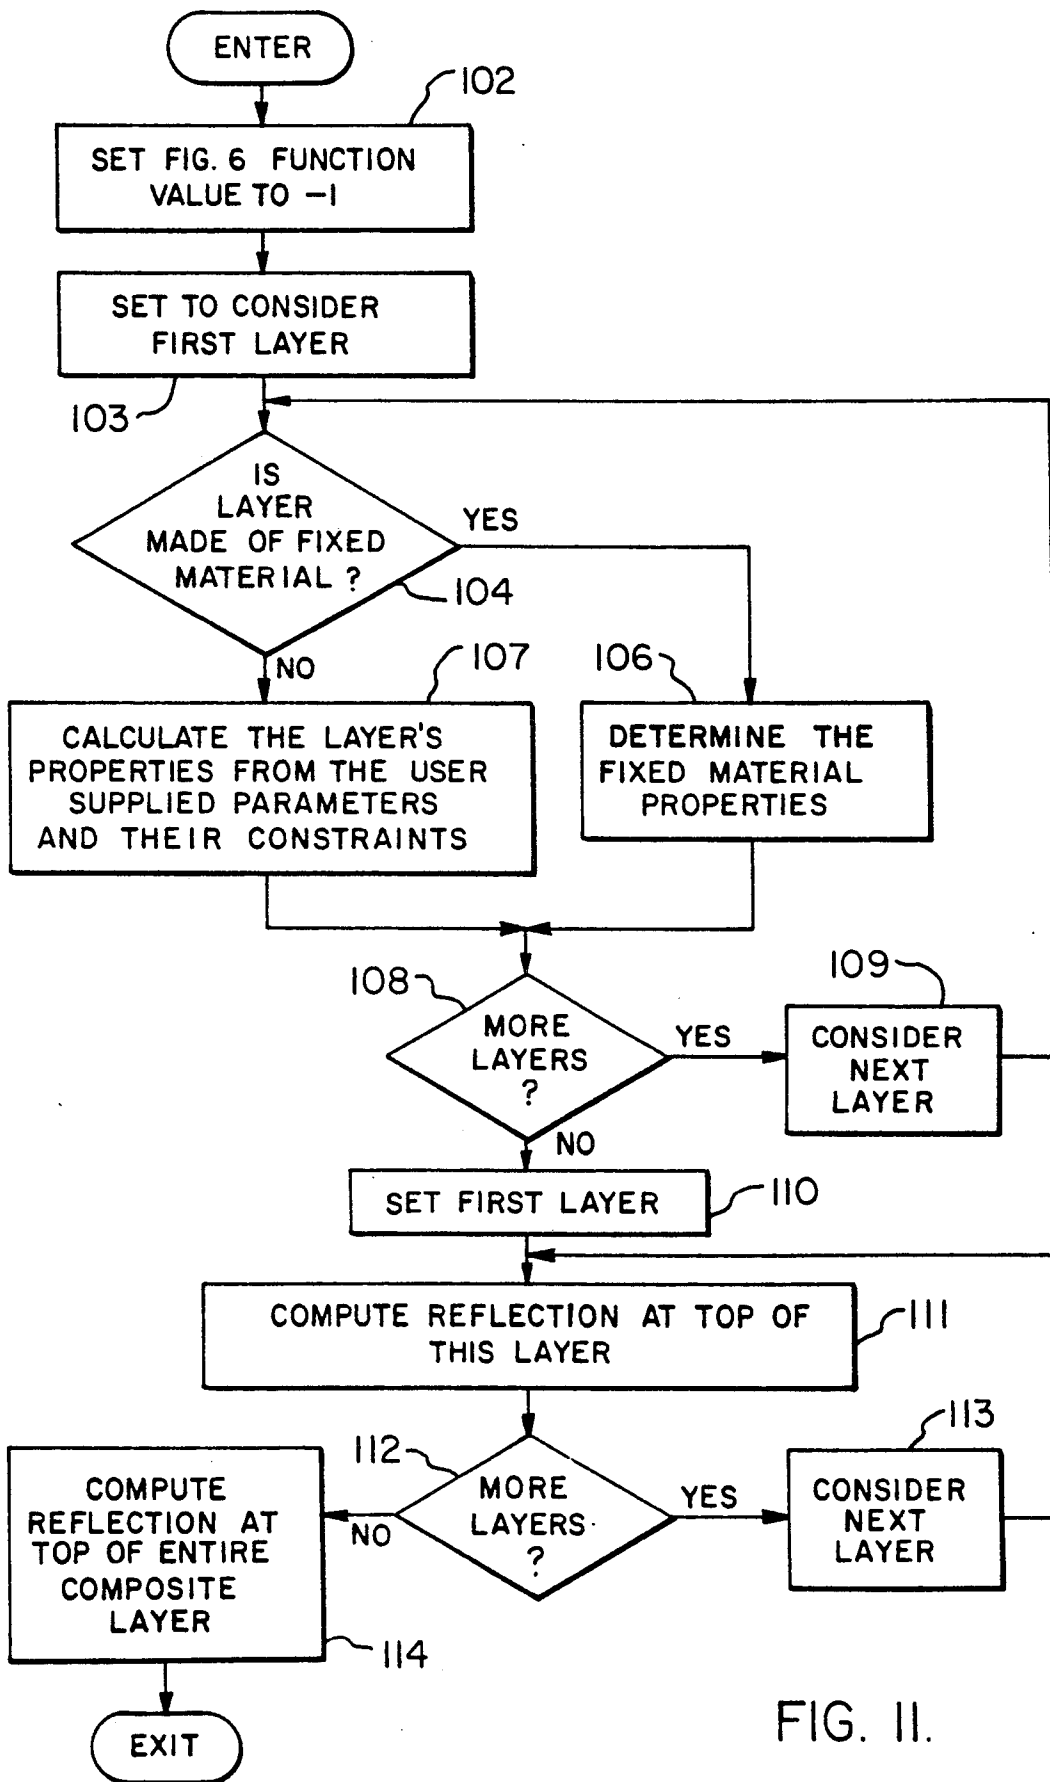 ENTER
102
SET FIG. 6 FUNCTION
VALUE TO -1
SET TO CONSIDER
FIRST LAYER
103
IS
LAYER
MADE OF FIXED
MATERIAL ?
YES
104
NO
107
106
CALCULATE THE LAYER'S
PROPERTIES FROM THE USER
SUPPLIED PARAMETERS
AND THEIR CONSTRAINTS
DETERMINE THE
FIXED MATERIAL
PROPERTIES
108
MORE
LAYERS
?
YES
109
CONSIDER
NEXT
LAYER
NO
SET FIRST LAYER
110
COMPUTE REFLECTION AT TOP OF
THIS LAYER
111
112
MORE
LAYERS
?
YES
113
CONSIDER
NEXT
LAYER
NO
COMPUTE
REFLECTION AT
TOP OF ENTIRE
COMPOSITE
LAYER
114
EXIT
FIG. 11.